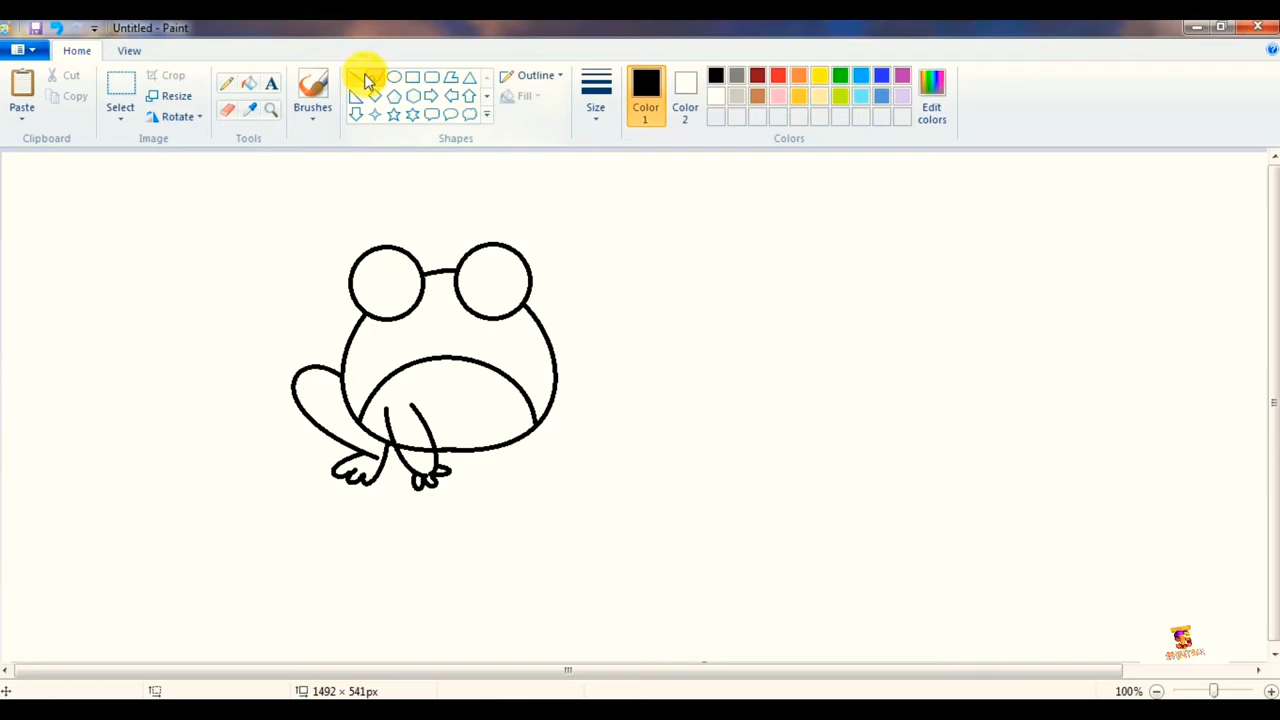 Untitled - Paint
Home View
Cut
Copy
Paste
Clipboard
Select
Crop
Resize
Rotate
Image
A
Tools
Brushes
Outline
Fill
Shapes
Size
Color 1
Color 2
Edit colors
Colors
1492 × 541px
100%